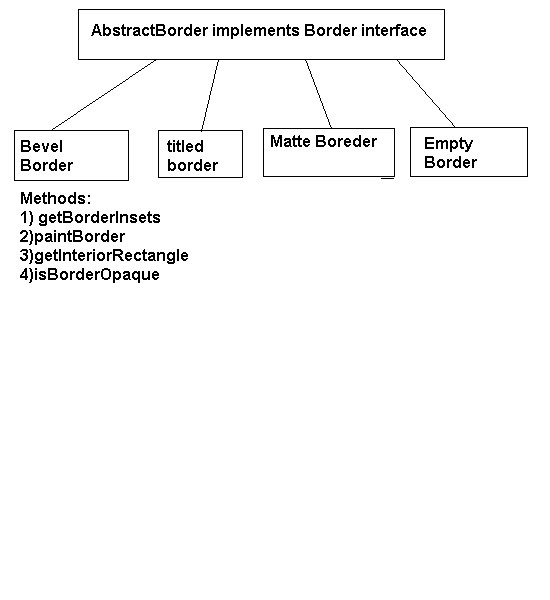 AbstractBorder implements Border interface
Bevel
Border
titled
border
Matte Boreder
Empty
Border
Methods:
1) getBorderInsets
2)paintBorder
3)getInteriorRectangle
4)isBorderOpaque